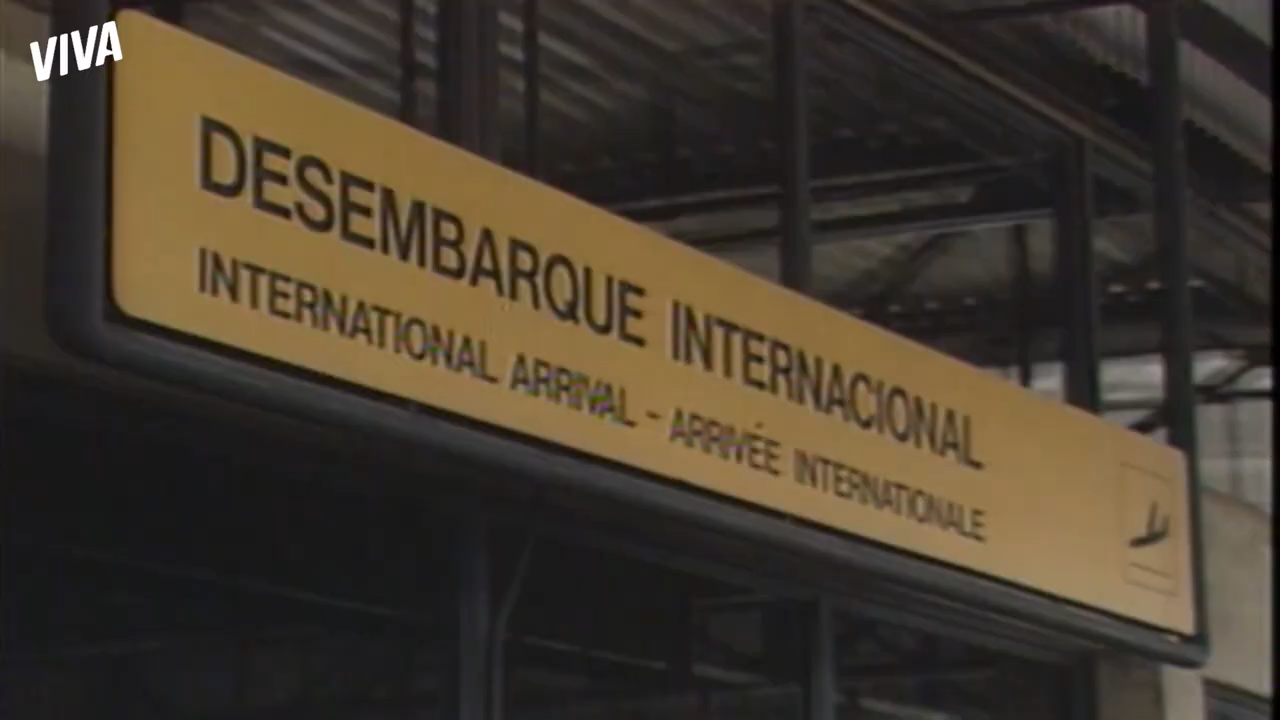 VIVA
DESEMBARQUE INTERNACIONAL
INTERNATIONAL ARRIVAL - ARRIVÉE INTERNATIONALE